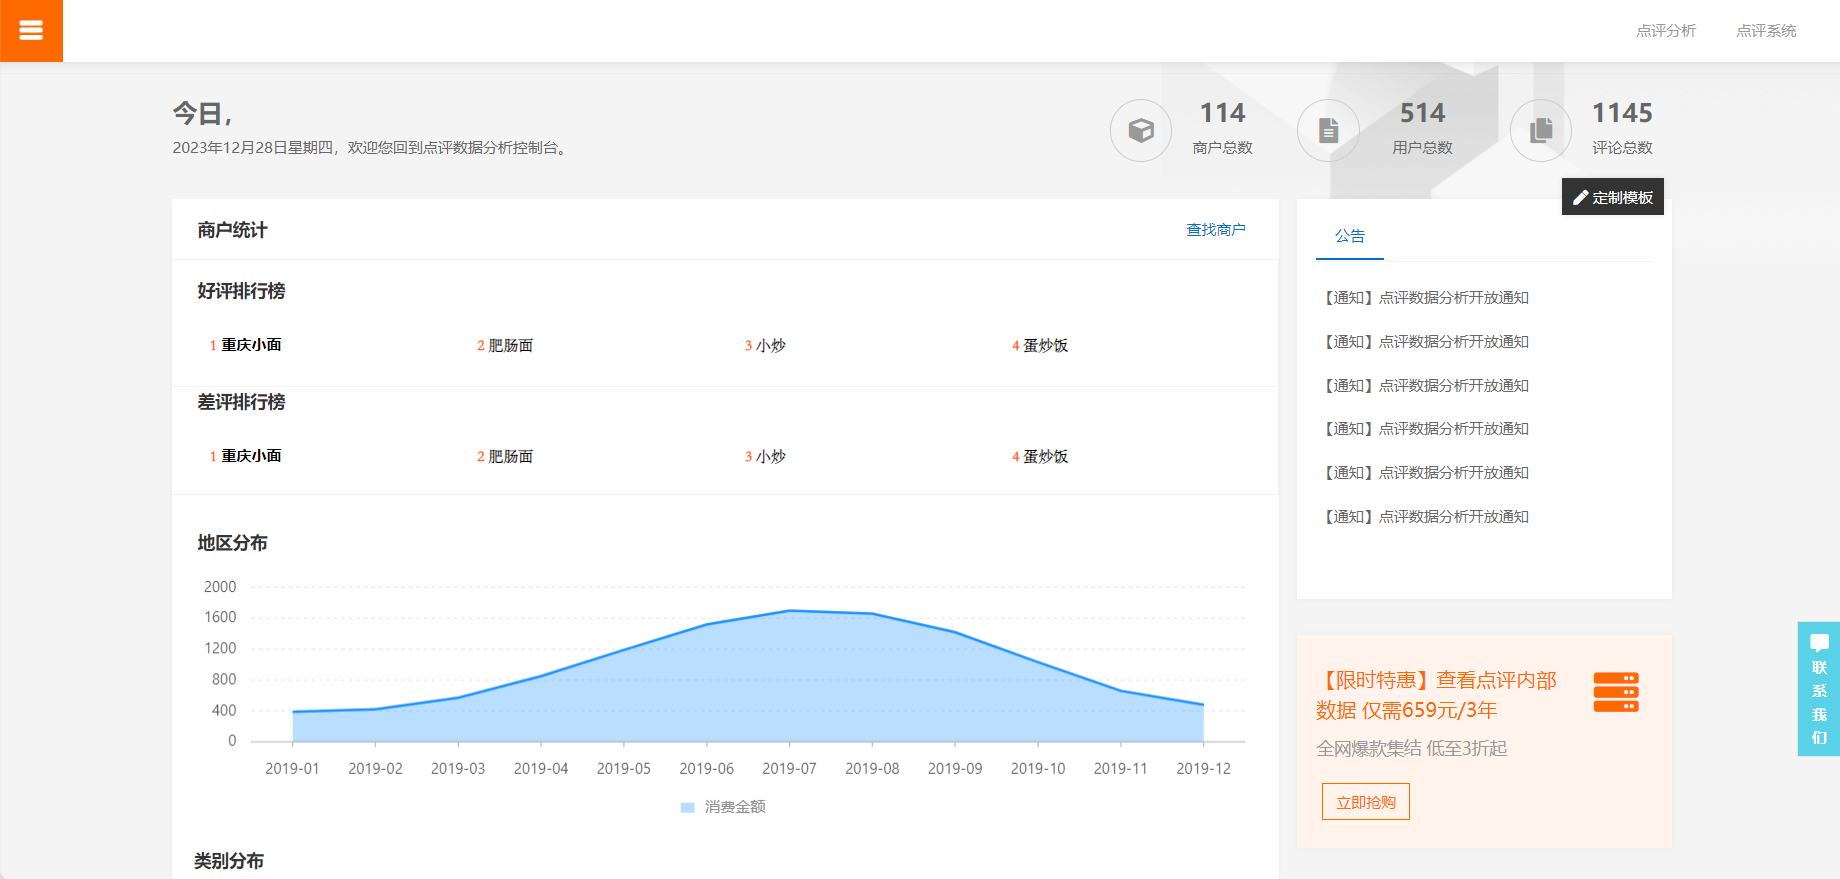 点评分析 点评系统
今日，
2023年12月28日星期四，欢迎您回到点评数据分析控制台。
114
商户总数
514
用户总数
1145
评论总数
定制模板
商户统计 查找商户
好评排行榜
1 重庆小面 2 肥肠面 3 小炒 4 蛋炒饭
差评排行榜
1 重庆小面 2 肥肠面 3 小炒 4 蛋炒饭
地区分布
2000
1600
1200
800
400
0
2019-01 2019-02 2019-03 2019-04 2019-05 2019-06 2019-07 2019-08 2019-09 2019-10 2019-11 2019-12
消费金额
类别分布
公告
【通知】点评数据分析开放通知
【通知】点评数据分析开放通知
【通知】点评数据分析开放通知
【通知】点评数据分析开放通知
【通知】点评数据分析开放通知
【通知】点评数据分析开放通知
【限时特惠】查看点评内部
数据 仅需659元/3年
全网爆款集结 低至3折起
立即抢购
联
系
我
们